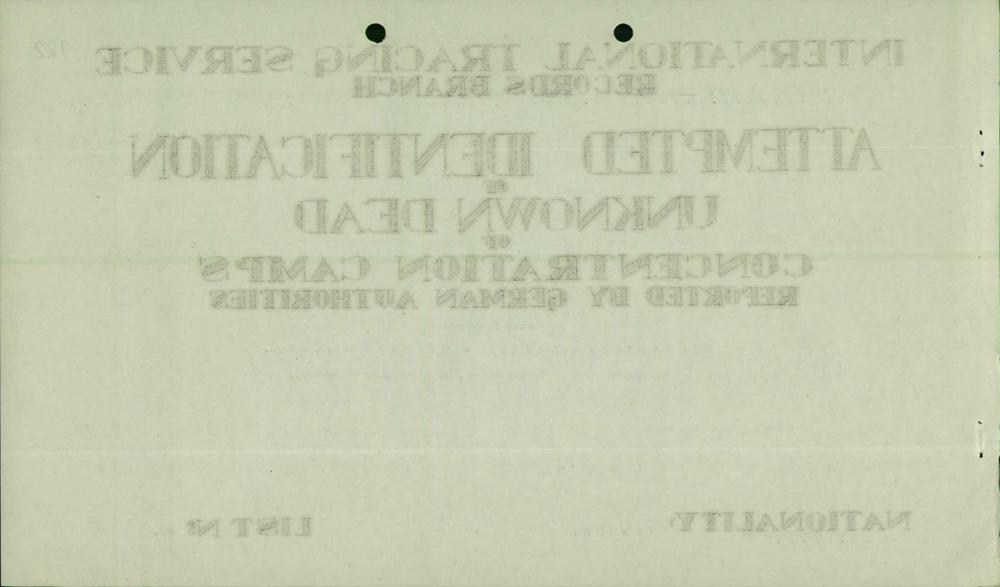 122
INTERNATIONAL TRACING SERVICE
RECORDS BRANCH
ATTEMPTED IDENTIFICATION
OF
UNKNOWN DEAD
OF
CONCENTRATION CAMPS
REPORTED BY GERMAN AUTHORITIES
NATIONALITY: LIST Nº